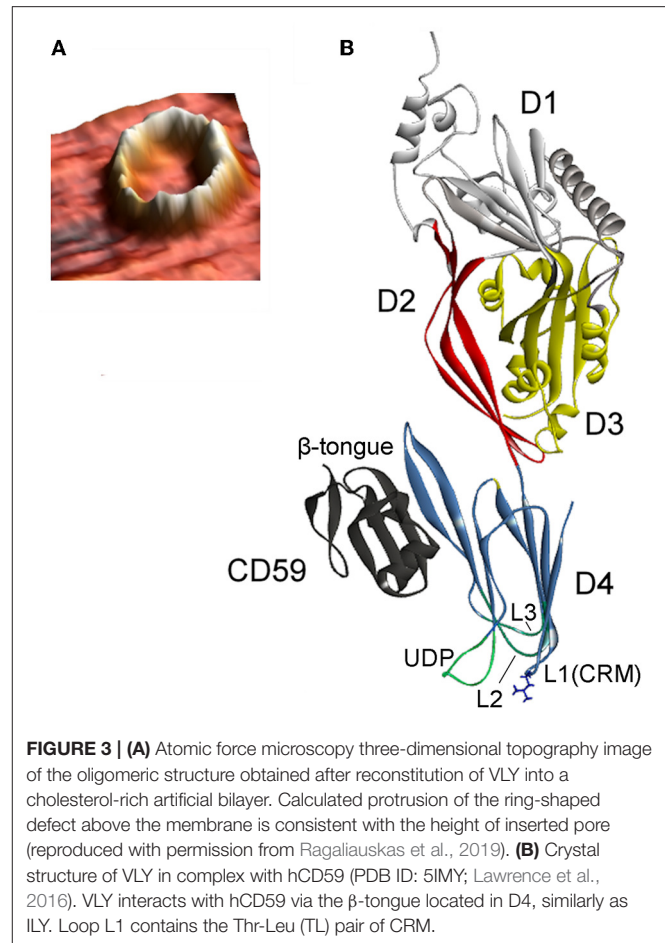 A
B
D1
D2
D3
β-tongue
CD59
D4
L3
UDP
L1(CRM)
L2
FIGURE 3 | (A) Atomic force microscopy three-dimensional topography image
of the oligomeric structure obtained after reconstitution of VLY into a
cholesterol-rich artificial bilayer. Calculated protrusion of the ring-shaped
defect above the membrane is consistent with the height of inserted pore
(reproduced with permission from Ragaliauskas et al., 2019). (B) Crystal
structure of VLY in complex with hCD59 (PDB ID: 5IMY; Lawrence et al.,
2016). VLY interacts with hCD59 via the β-tongue located in D4, similarly as
ILY. Loop L1 contains the Thr-Leu (TL) pair of CRM.